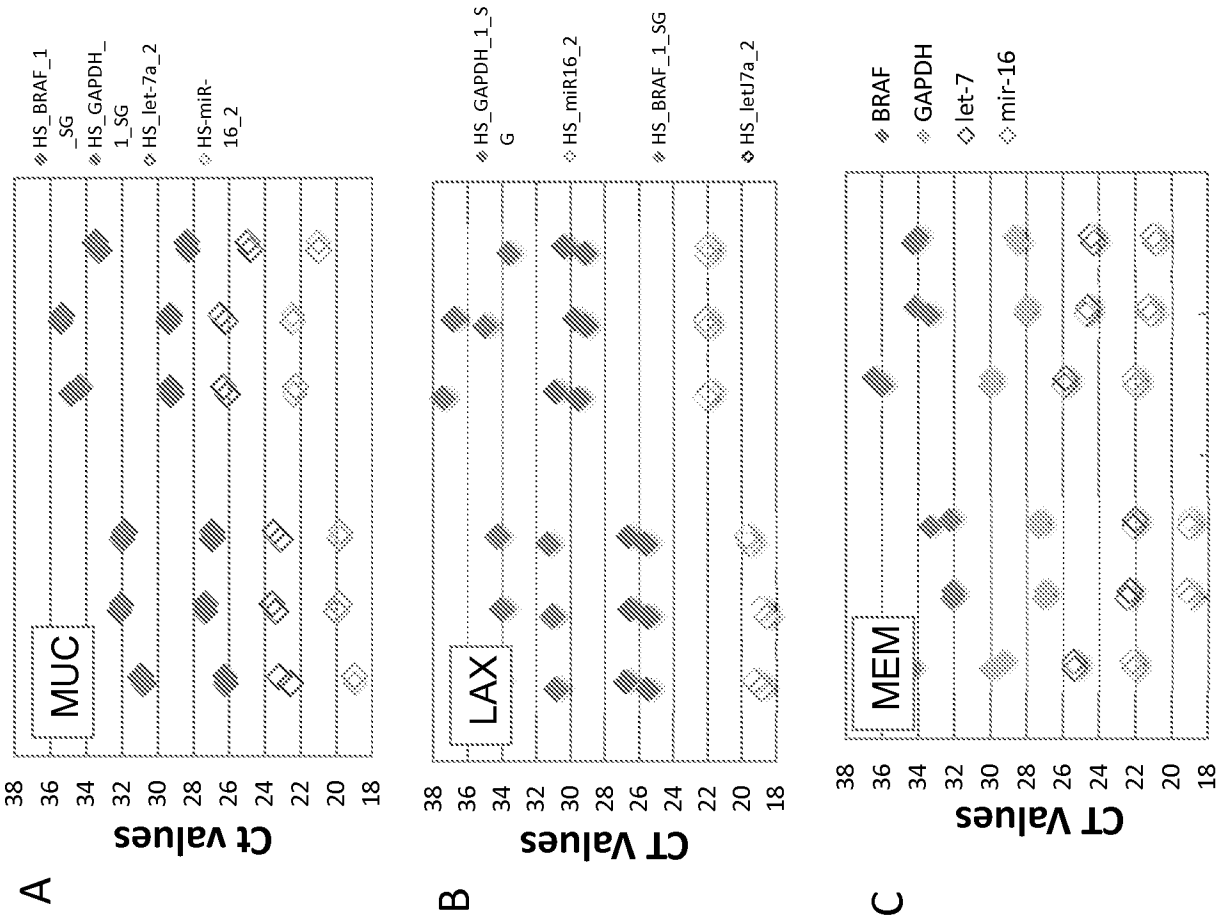 A
Ct values
38
36
34
32
30
28
26
24
22
20
18
MUC
HS_BRAF_1
_SG
HS_GAPDH_
1_SG
HS_let-7a_2
HS-miR-
16_2
B
CT Values
38
36
34
32
30
28
26
24
22
20
18
LAX
HS_GAPDH_1_S
G
HS_miR16_2
HS_BRAF_1_SG
HS_letJ7a_2
C
CT Values
38
36
34
32
30
28
26
24
22
20
18
MEM
BRAF
GAPDH
let-7
mir-16